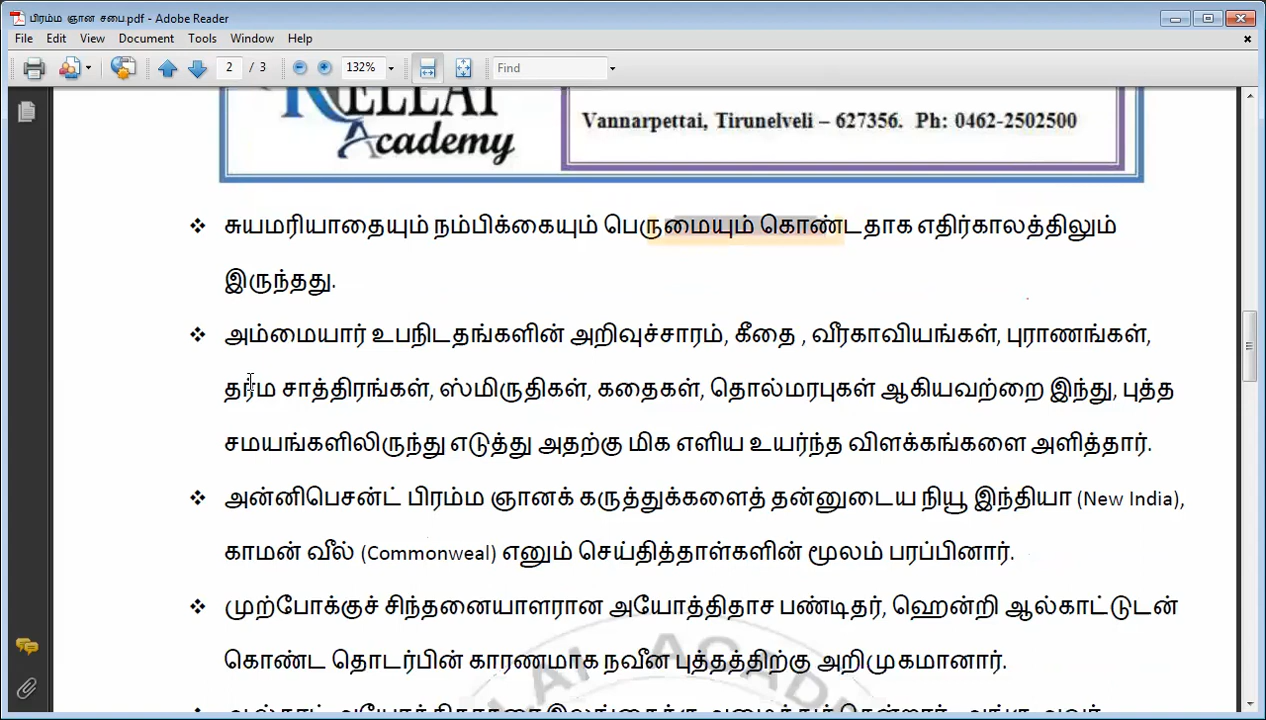 பிரம்ம ஞான சபை.pdf - Adobe Reader
File Edit View Document Tools Window Help
2 / 3 132% Find
NELLAI
Academy
Vannarpettai, Tirunelveli – 627356. Ph: 0462-2502500
❖ சுயமரியாதையும் நம்பிக்கையும் பெருமையும் கொண்டதாக எதிர்காலத்திலும்
இருந்தது.
❖ அம்மையார் உபநிடதங்களின் அறிவுச்சாரம், கீதை , வீரகாவியங்கள், புராணங்கள்,
தர்ம சாத்திரங்கள், ஸ்மிருதிகள், கதைகள், தொல்மரபுகள் ஆகியவற்றை இந்து, புத்த
சமயங்களிலிருந்து எடுத்து அதற்கு மிக எளிய உயர்ந்த விளக்கங்களை அளித்தார்.
❖ அன்னிபெசன்ட் பிரம்ம ஞானக் கருத்துக்களைத் தன்னுடைய நியூ இந்தியா (New India),
காமன் வீல் (Commonweal) எனும் செய்தித்தாள்களின் மூலம் பரப்பினார்.
❖ முற்போக்குச் சிந்தனையாளரான அயோத்திதாச பண்டிதர், ஹென்றி ஆல்காட்டுடன்
கொண்ட தொடர்பின் காரணமாக நவீன புத்தத்திற்கு அறிமுகமானார்.